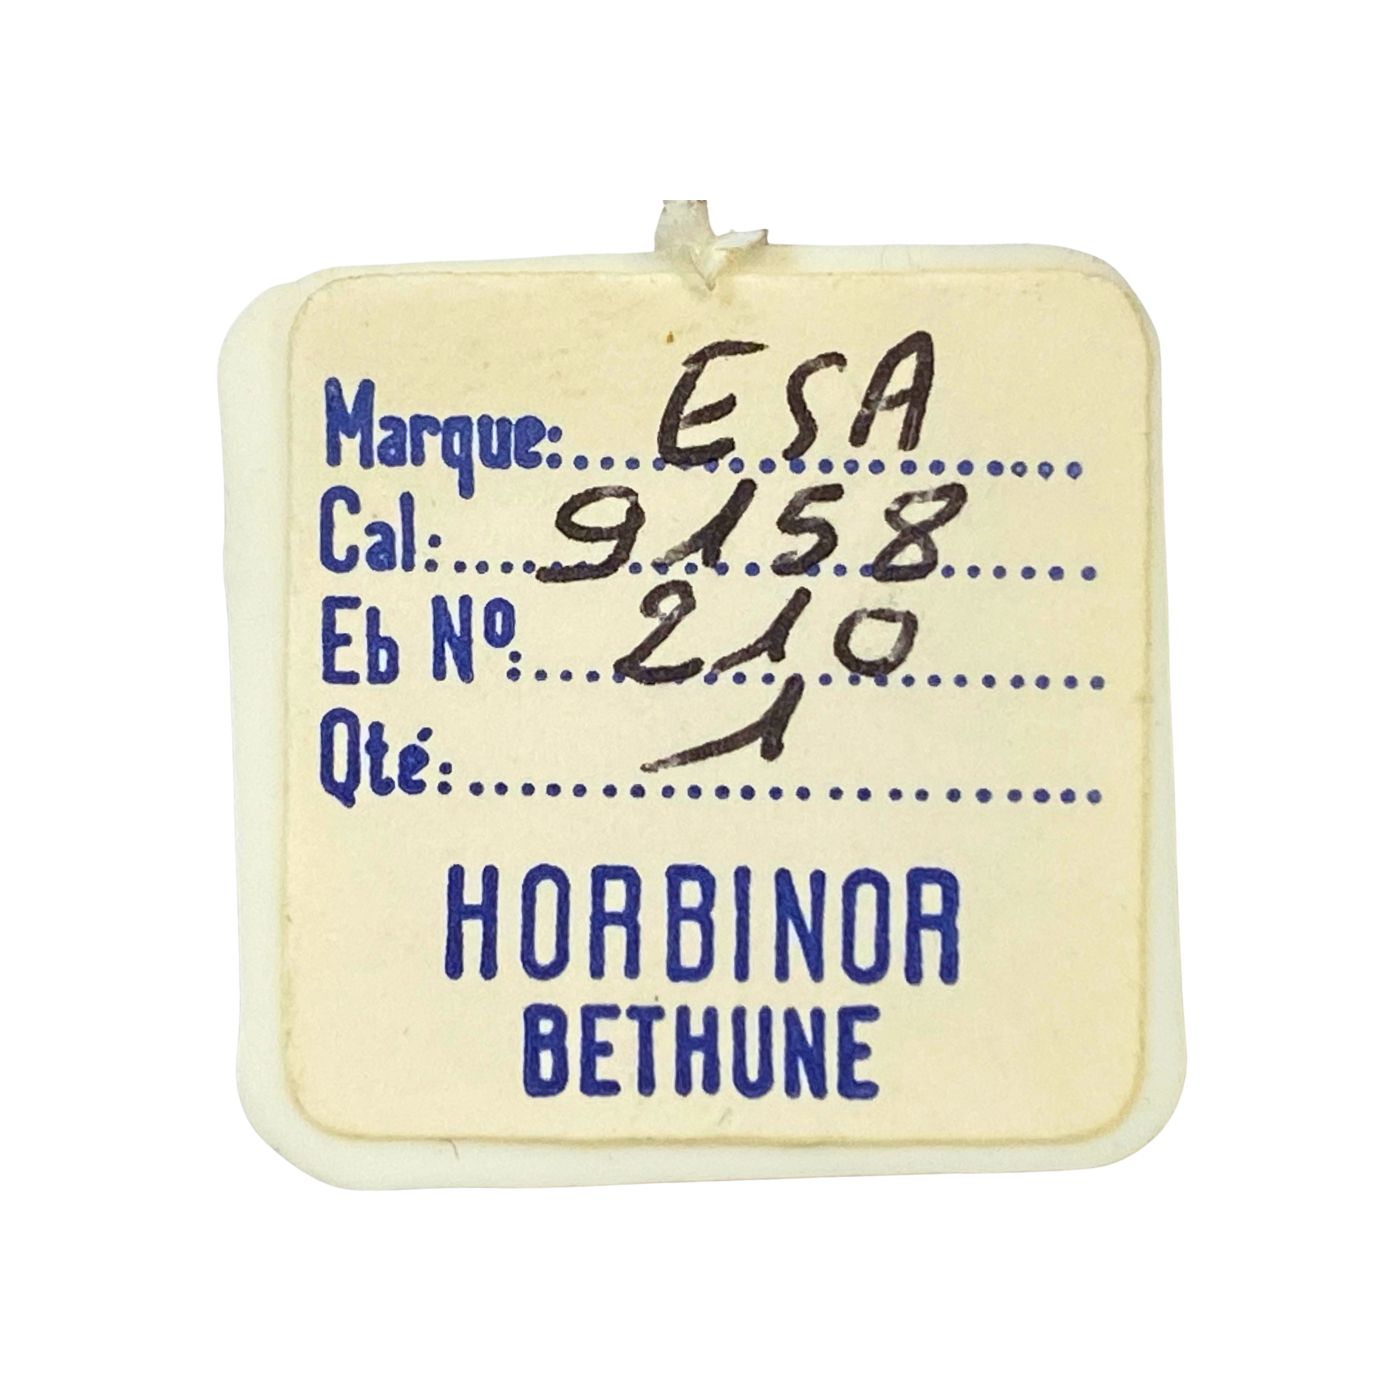 Marque: ESA
Cal: 9158
Eb Nº: 210
Qté: 1
HORBINOR
BETHUNE